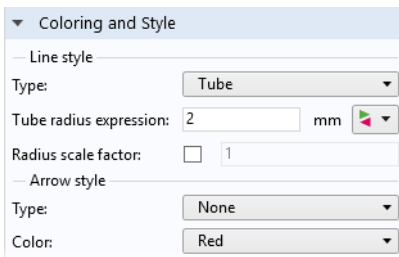 Coloring and Style
Line style
Type: Tube
Tube radius expression: 2 mm
Radius scale factor: 1
Arrow style
Type: None
Color: Red